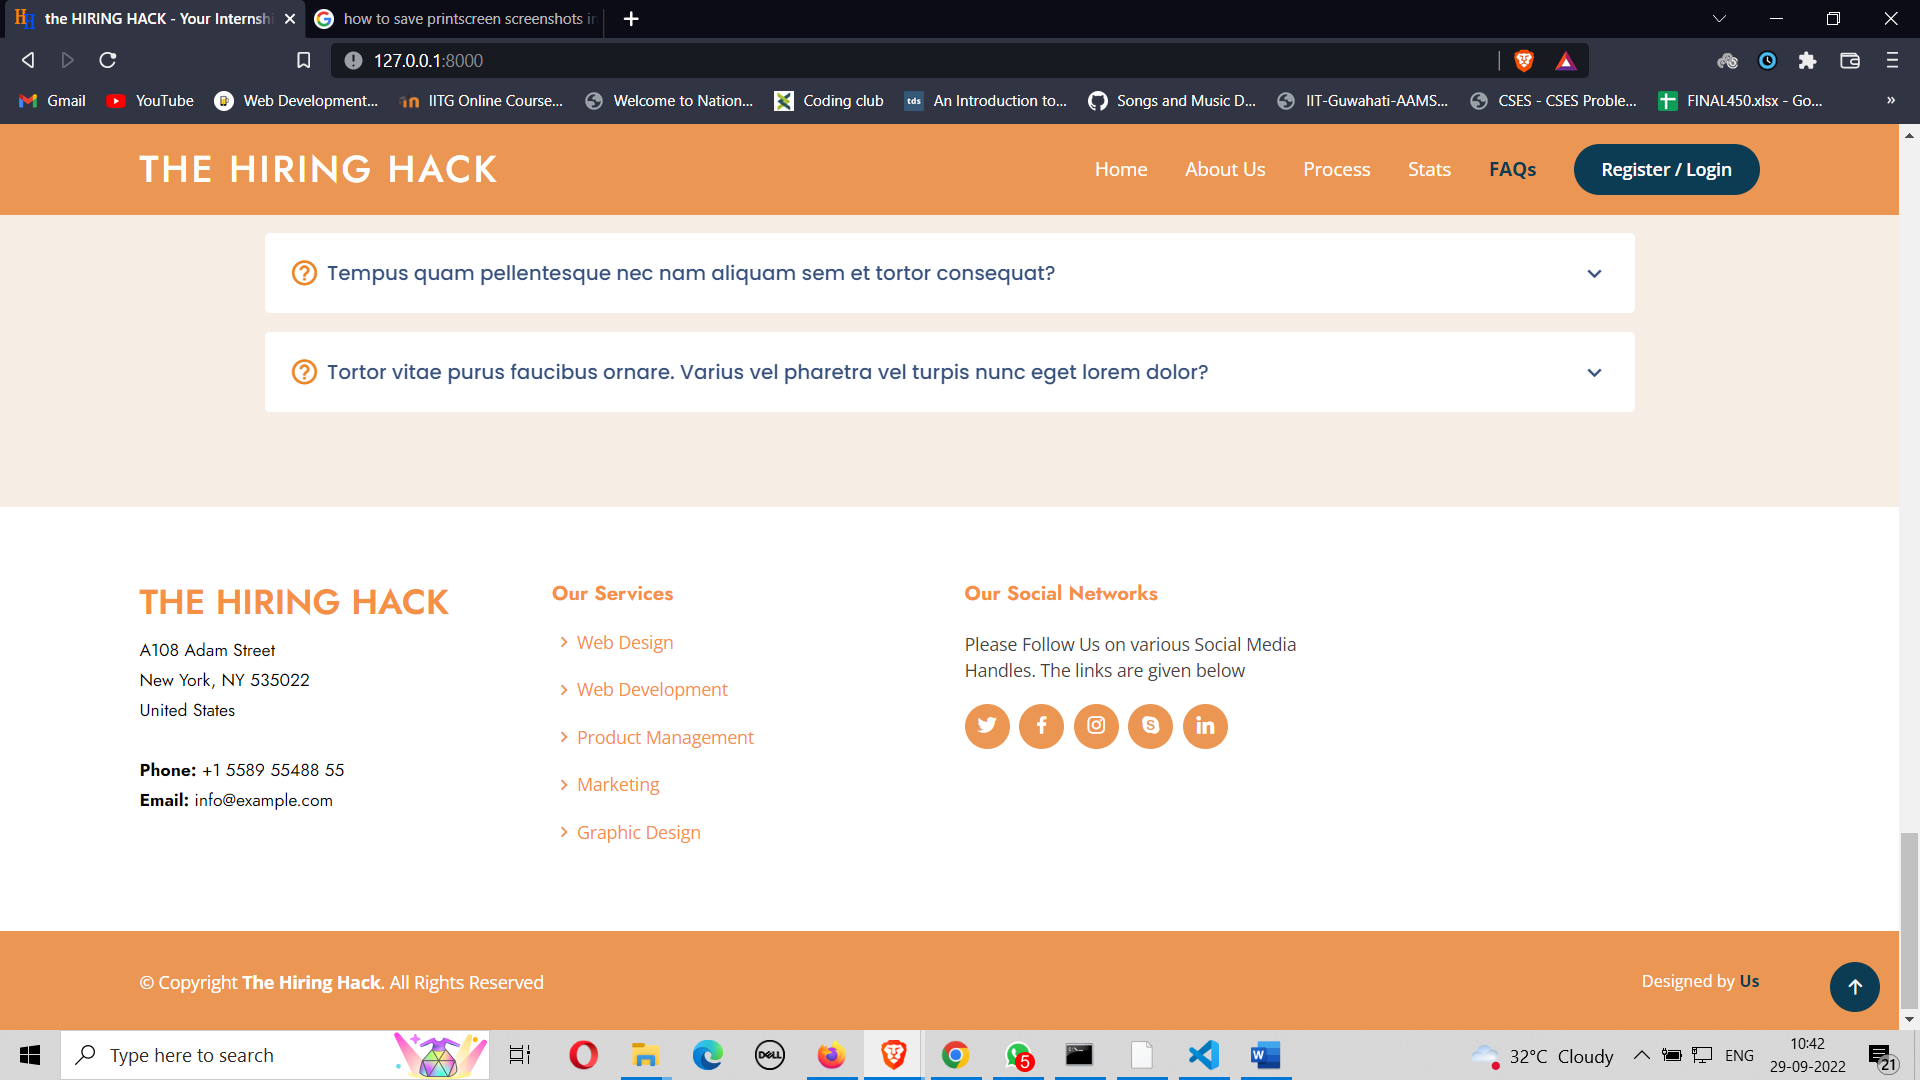 the HIRING HACK - Your Internshi
how to save printscreen screenshots in
127.0.0.1:8000
Gmail
YouTube
Web Development...
IITG Online Course...
Welcome to Nation...
Coding club
tds
An Introduction to...
Songs and Music D...
IIT-Guwahati-AAMS...
CSES - CSES Proble...
FINAL450.xlsx - Go...
»
THE HIRING HACK
Home
About Us
Process
Stats
FAQs
Register / Login
Tempus quam pellentesque nec nam aliquam sem et tortor consequat?
Tortor vitae purus faucibus ornare. Varius vel pharetra vel turpis nunc eget lorem dolor?
THE HIRING HACK
A108 Adam Street
New York, NY 535022
United States
Phone: +1 5589 55488 55
Email: info@example.com
Our Services
Web Design
Web Development
Product Management
Marketing
Graphic Design
Our Social Networks
Please Follow Us on various Social Media
Handles. The links are given below
© Copyright The Hiring Hack. All Rights Reserved
Designed by Us
Type here to search
DELL
5
32°C Cloudy
ENG
10:42
29-09-2022
21